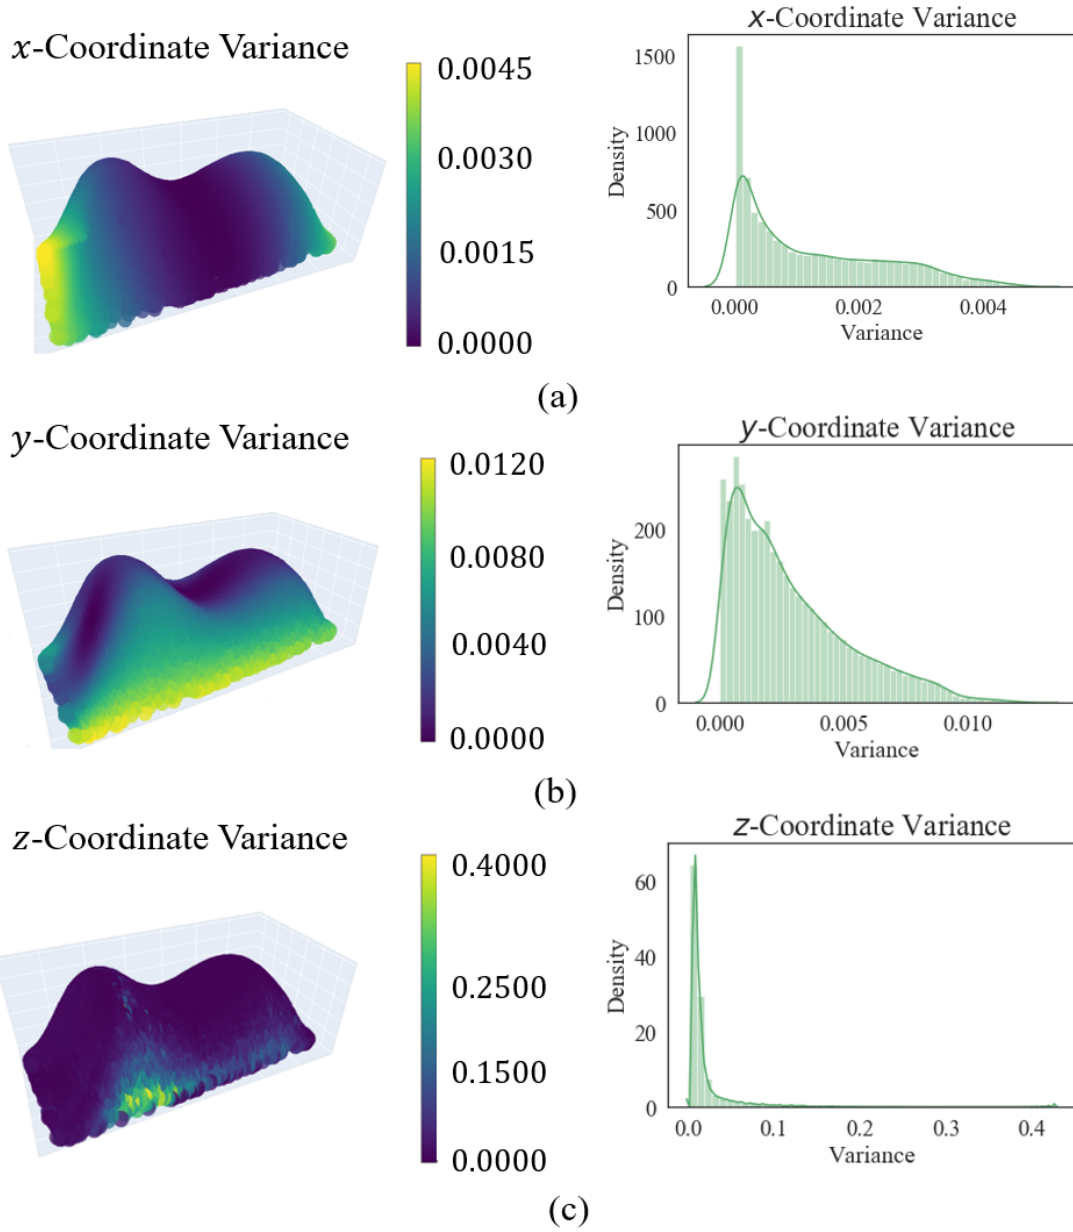 x-Coordinate Variance
0.0045
0.0030
0.0015
0.0000
x-Coordinate Variance
Density
1500
1000
500
0
0.000 0.002 0.004
Variance
(a)
y-Coordinate Variance
0.0120
0.0080
0.0040
0.0000
y-Coordinate Variance
Density
200
100
0
0.000 0.005 0.010
Variance
(b)
z-Coordinate Variance
0.4000
0.2500
0.1500
0.0000
z-Coordinate Variance
Density
60
40
20
0
0.0 0.1 0.2 0.3 0.4
Variance
(c)